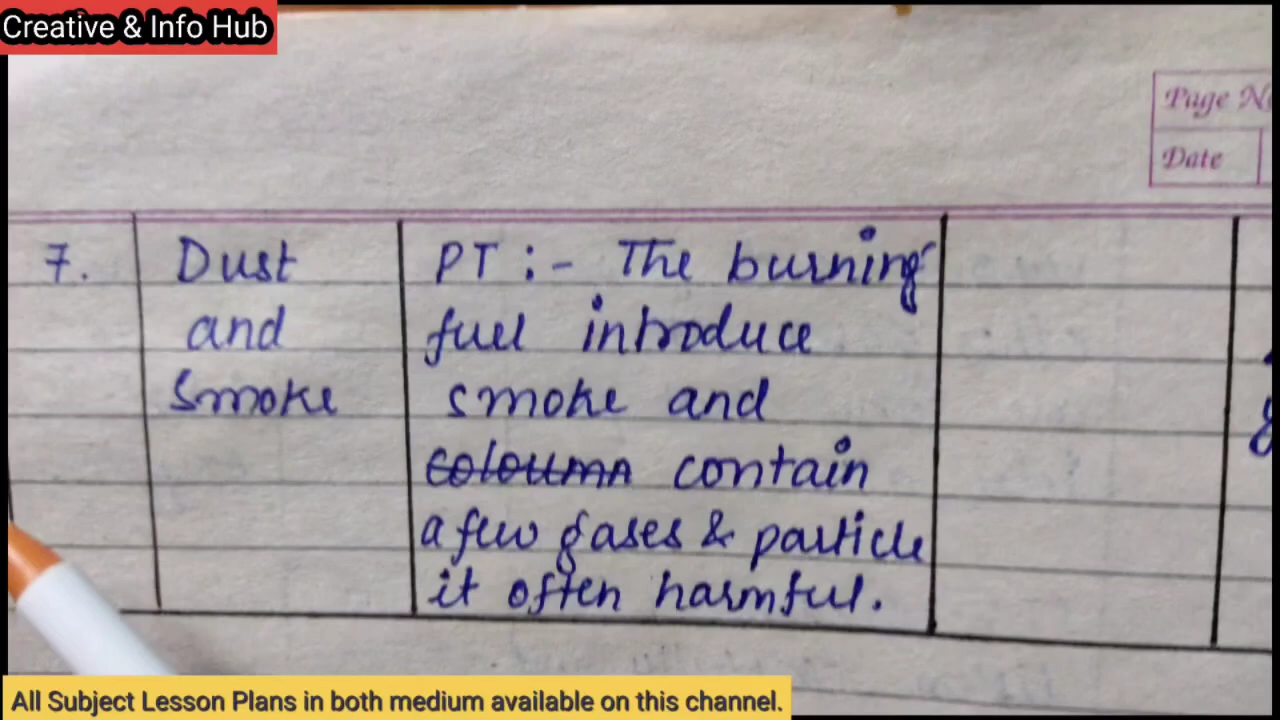 Creative & Info Hub
Page N
Date
7. Dust PT :- The burning
and fuel introduce
Smoke smoke and
coloumn contain
a few gases & particle
it often harmful.
All Subject Lesson Plans in both medium available on this channel.